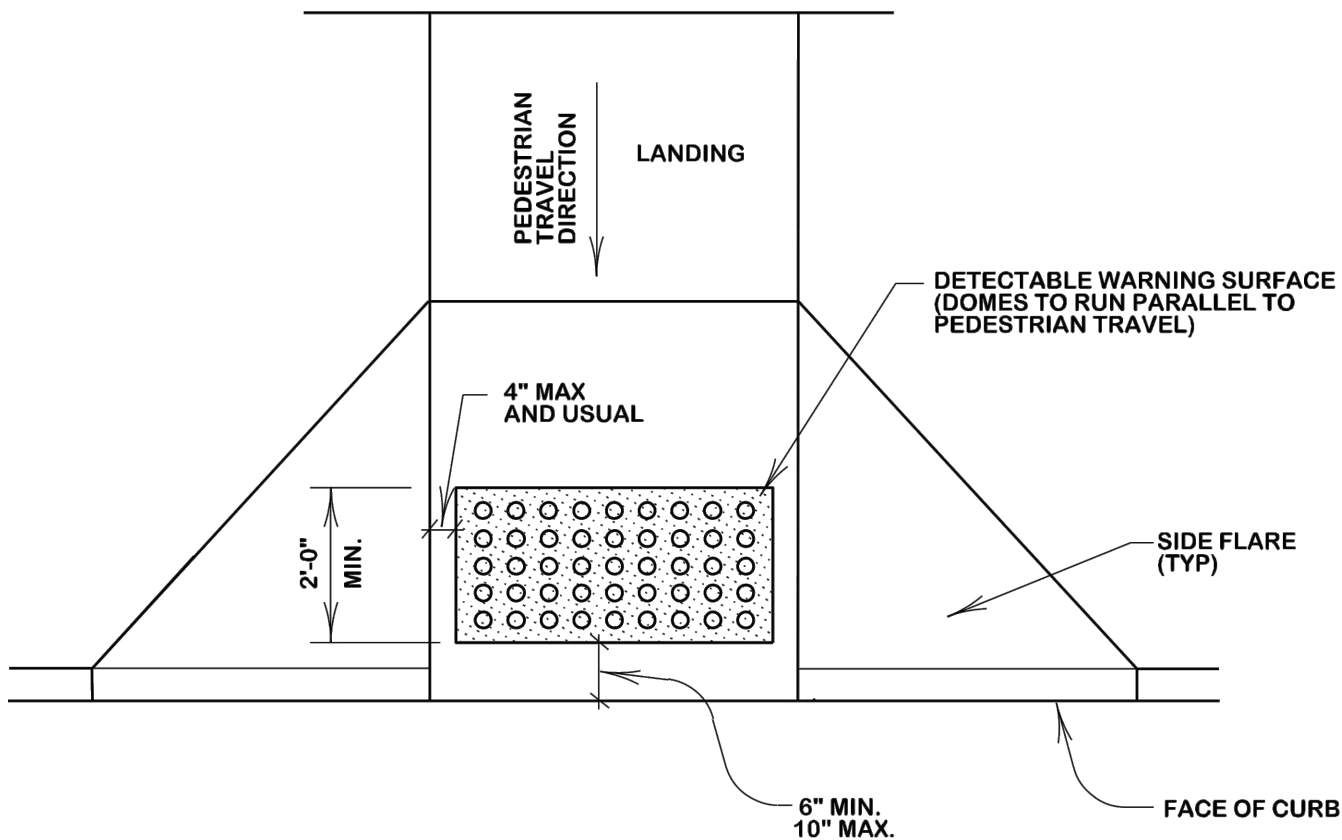 PEDESTRIAN
TRAVEL
DIRECTION
LANDING
DETECTABLE WARNING SURFACE
(DOMES TO RUN PARALLEL TO
PEDESTRIAN TRAVEL)
4" MAX
AND USUAL
2'-0"
MIN.
SIDE FLARE
(TYP)
6" MIN.
10" MAX.
FACE OF CURB